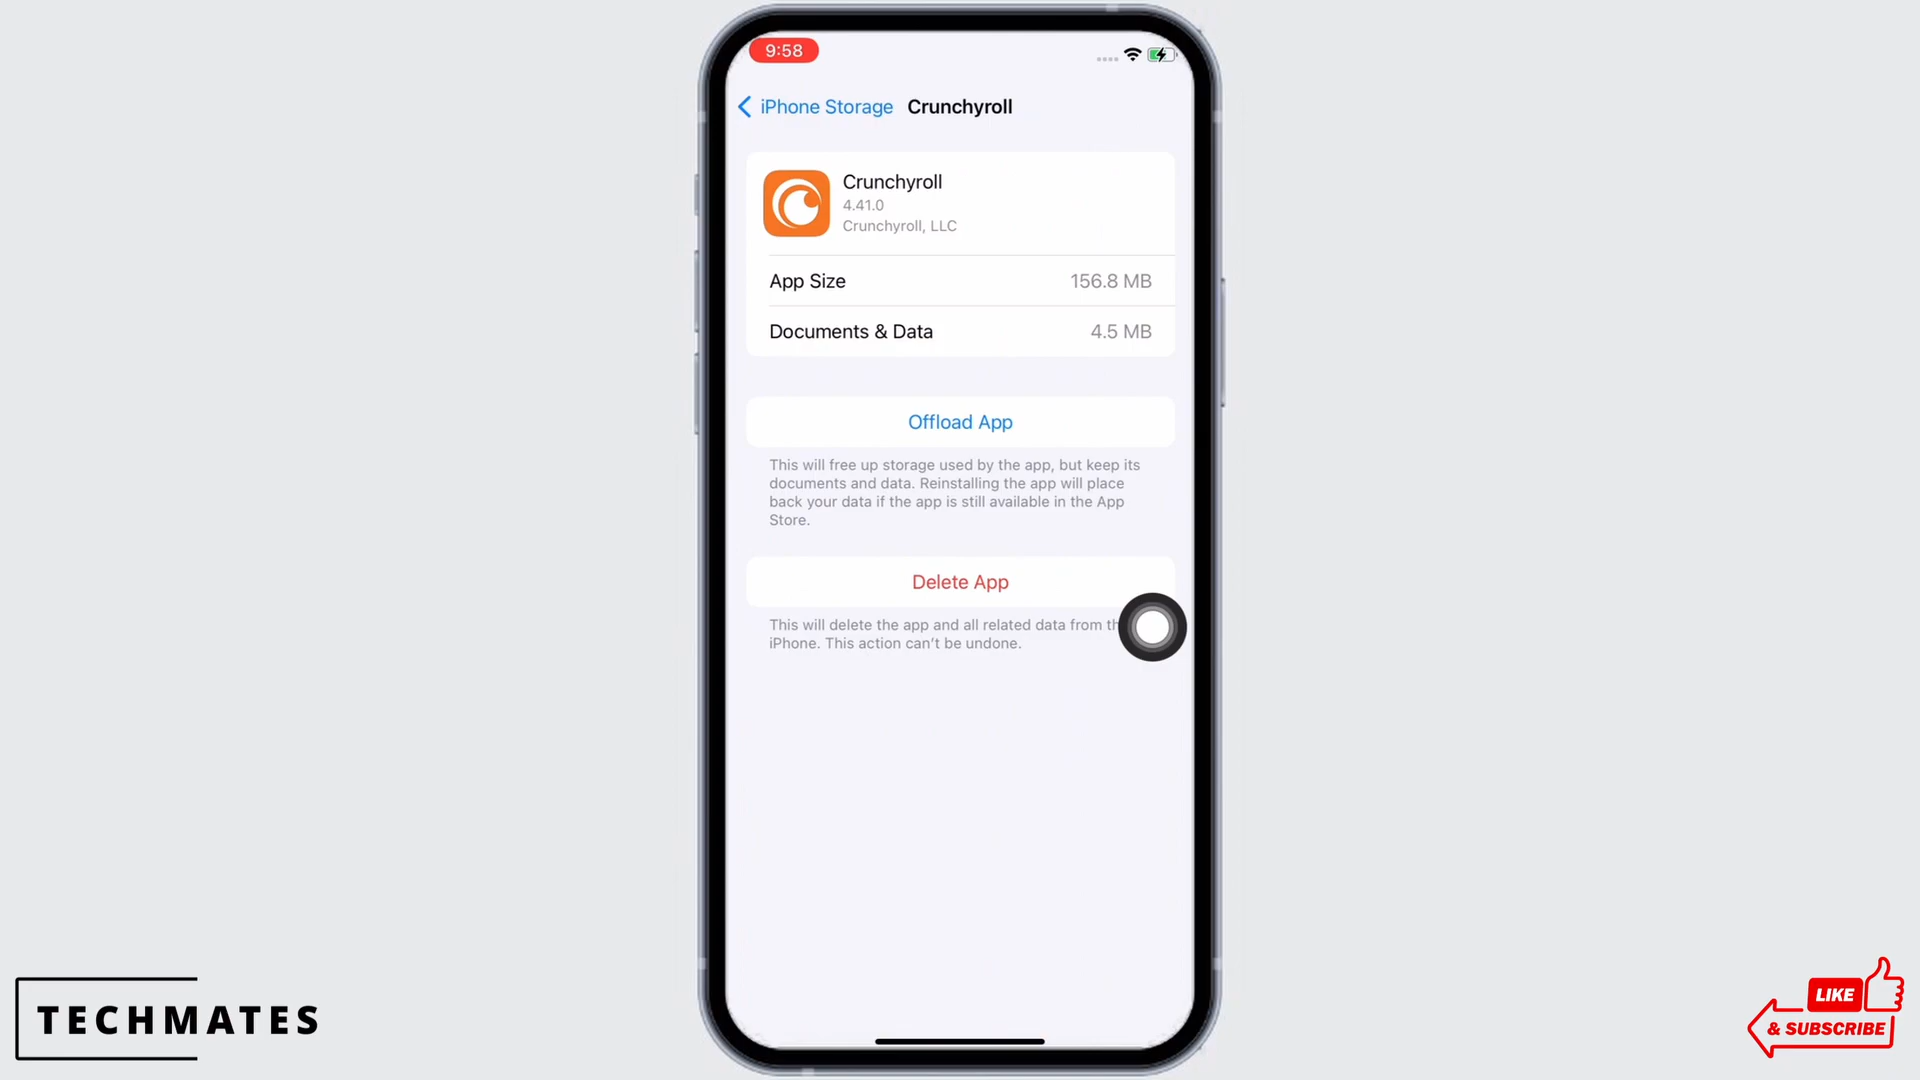 9:58
iPhone Storage Crunchyroll
Crunchyroll
4.41.0
Crunchyroll, LLC
App Size 156.8 MB
Documents & Data 4.5 MB
Offload App
This will free up storage used by the app, but keep its
documents and data. Reinstalling the app will place
back your data if the app is still available in the App
Store.
Delete App
This will delete the app and all related data from
iPhone. This action can't be undone.
TECHMATES
LIKE
& SUBSCRIBE